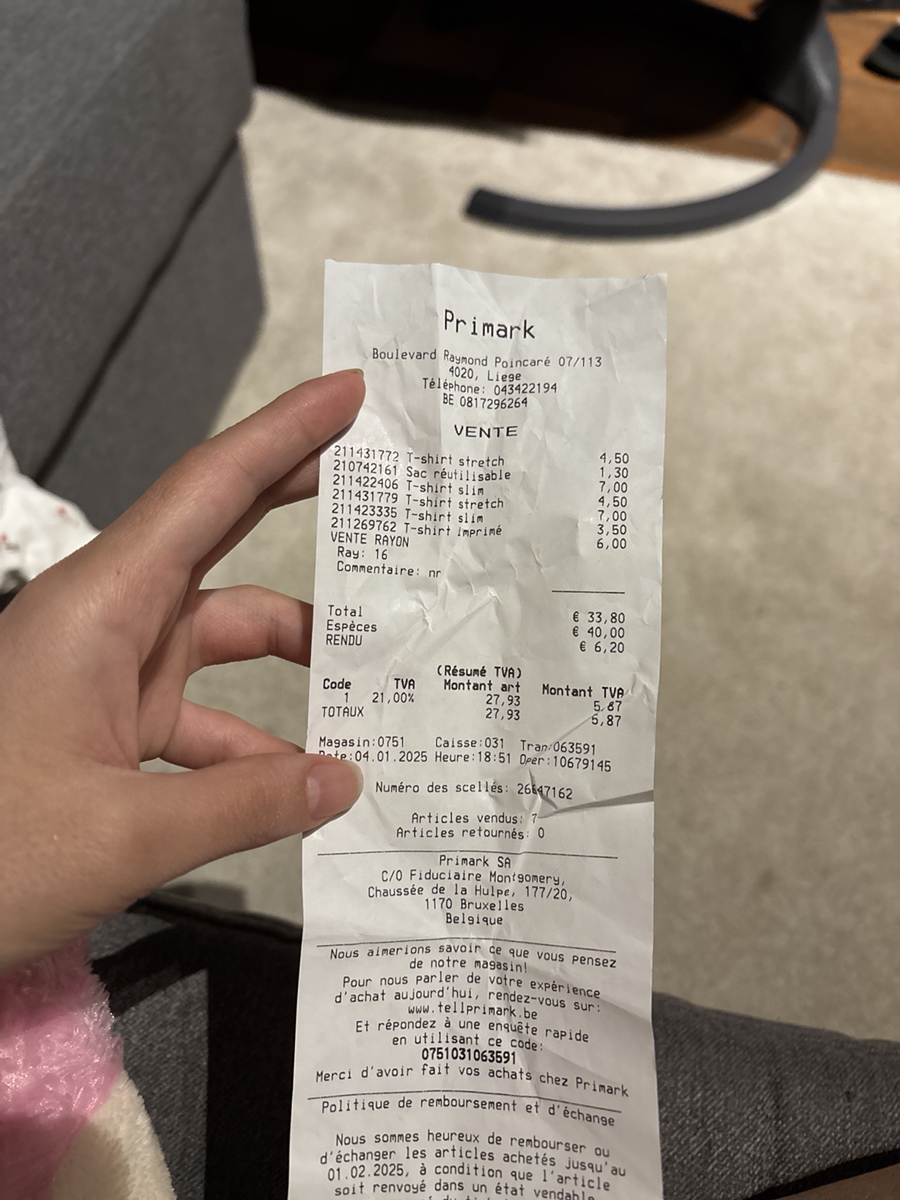 Primark
Boulevard Raymond Poincaré 07/113
4020, Liege
Téléphone: 043422194
BE 0817296264
VENTE
211431772 T-shirt stretch 4,50
210742161 Sac réutilisable 1,30
211422406 T-shirt slim 7,00
211431779 T-shirt stretch 4,50
211423335 T-shirt slim 7,00
211269762 T-shirt imprimé 3,50
VENTE RAYON 6,00
Ray: 16
Commentaire: nr
Total € 33,80
Espèces € 40,00
RENDU € 6,20
(Résumé TVA)
Code TVA Montant art Montant TVA
1 21,00% 27,93 5,87
TOTAUX 27,93 5,87
Magasin:0751 Caisse:031 Tran:063591
Date:04.01.2025 Heure:18:51 Oper:10679145
Numéro des scellés: 26647162
Articles vendus: 7
Articles retournés: 0
Primark SA
C/O Fiduciaire Montgomery,
Chaussée de la Hulpe, 177/20,
1170 Bruxelles
Belgique
Nous aimerions savoir ce que vous pensez
de notre magasin!
Pour nous parler de votre expérience
d'achat aujourd'hui, rendez-vous sur:
www.tellprimark.be
Et répondez à une enquête rapide
en utilisant ce code:
0751031063591
Merci d'avoir fait vos achats chez Primark
Politique de remboursement et d'échange
Nous sommes heureux de rembourser ou
d'échanger les articles achetés jusqu'au
01.02.2025, à condition que l'article
soit renvoyé dans un état vendable